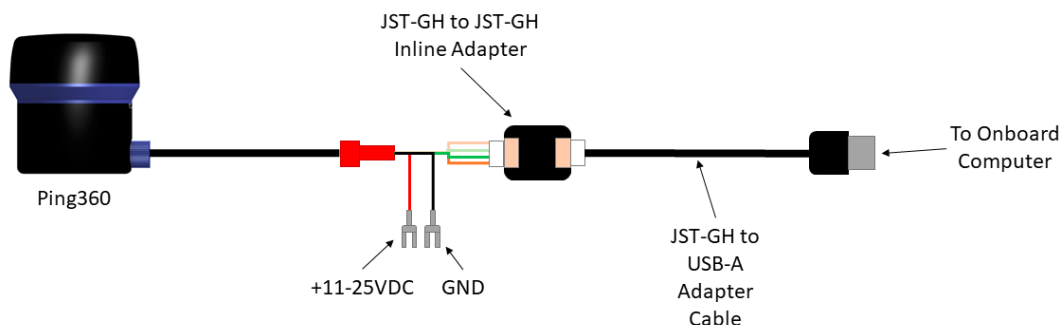 JST-GH to JST-GH
Inline Adapter
To Onboard
Computer
Ping360
+11-25VDC
GND
JST-GH to
USB-A
Adapter
Cable